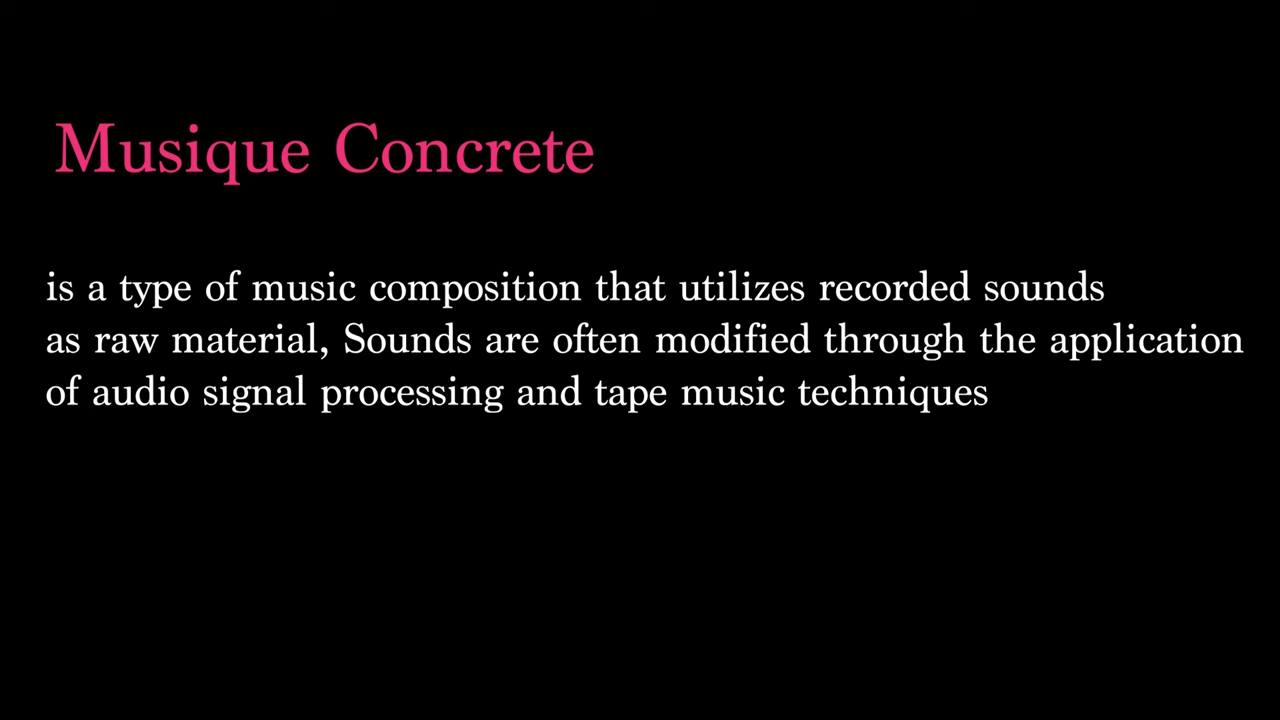 Musique Concrete
is a type of music composition that utilizes recorded sounds
as raw material, Sounds are often modified through the application
of audio signal processing and tape music techniques